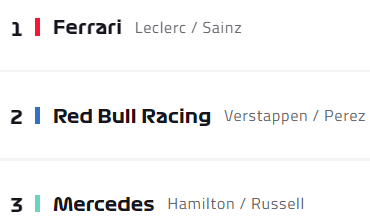 1 Ferrari Leclerc / Sainz
2 Red Bull Racing Verstappen / Perez
3 Mercedes Hamilton / Russell